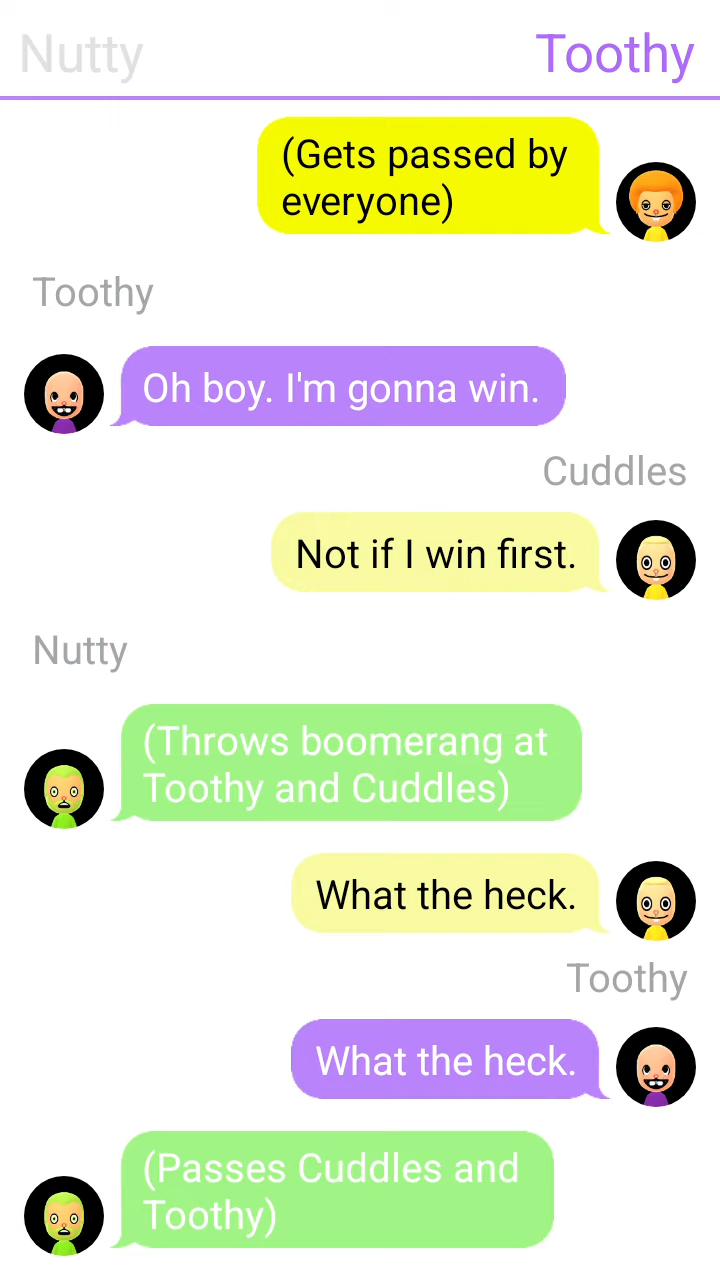 Nutty
Toothy
(Gets passed by
everyone)
Toothy
Oh boy. I'm gonna win.
Cuddles
Not if I win first.
Nutty
(Throws boomerang at
Toothy and Cuddles)
What the heck.
Toothy
What the heck.
(Passes Cuddles and
Toothy)